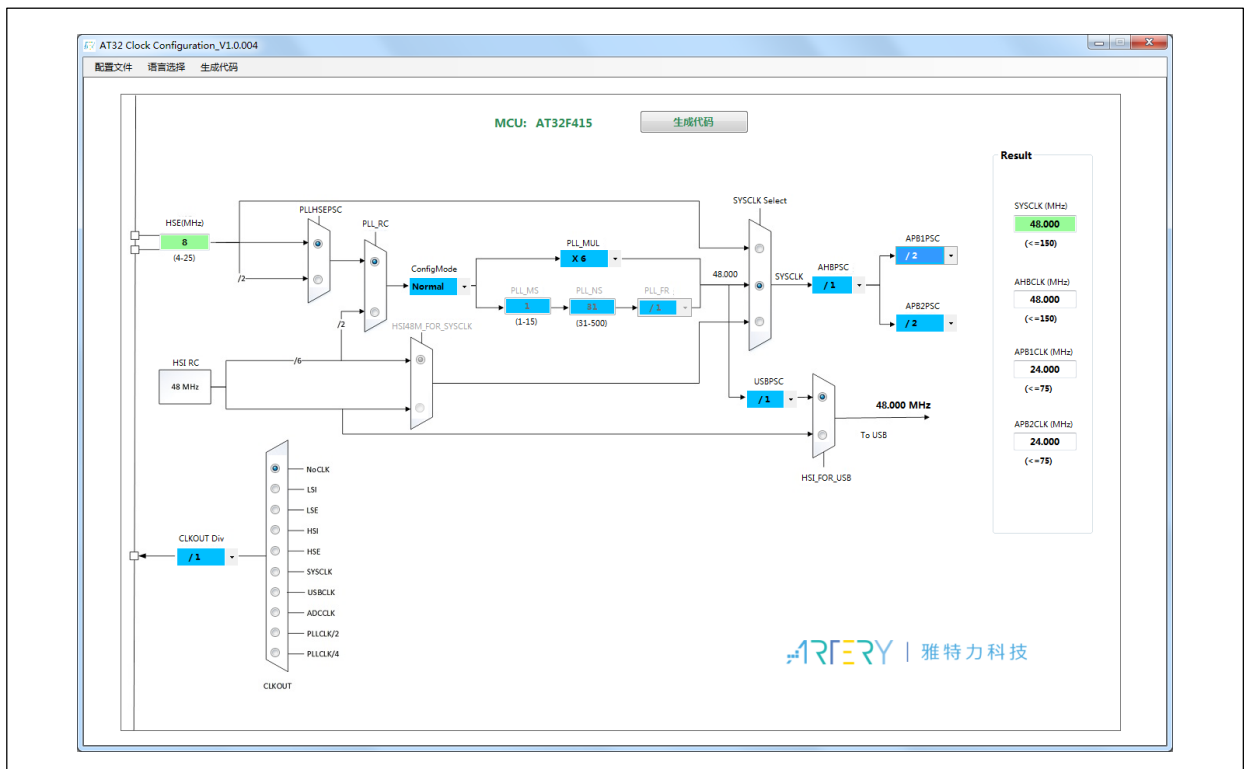 AT32 Clock Configuration_V1.0.004
配置文件 语言选择 生成代码
MCU: AT32F415 生成代码
Result
SYSCLK Select
PLLHSEPSC
PLL_RC
HSE(MHz)
8
(4-25)
/2
SYSCLK (MHz)
48.000
(<=150)
PLL_MUL
X 6
APB1PSC
/ 2
ConfigMode
Normal
48.000
SYSCLK
AHBPSC
/ 1
PLL_MS
1
(1-15)
PLL_NS
31
(31-500)
PLL_FR :
/ 1
AHBCLK (MHz)
48.000
(<=150)
APB2PSC
/ 2
/2
HSI48M_FOR_SYSCLK
HSI RC
48 MHz
/6
APB1CLK (MHz)
24.000
(<=75)
USBPSC
/ 1
48.000 MHz
To USB
HSI_FOR_USB
APB2CLK (MHz)
24.000
(<=75)
NoCLK
LSI
LSE
HSI
HSE
SYSCLK
USBCLK
ADCCLK
PLLCLK/2
PLLCLK/4
CLKOUT Div
/ 1
CLKOUT
ARTERY | 雅特力科技